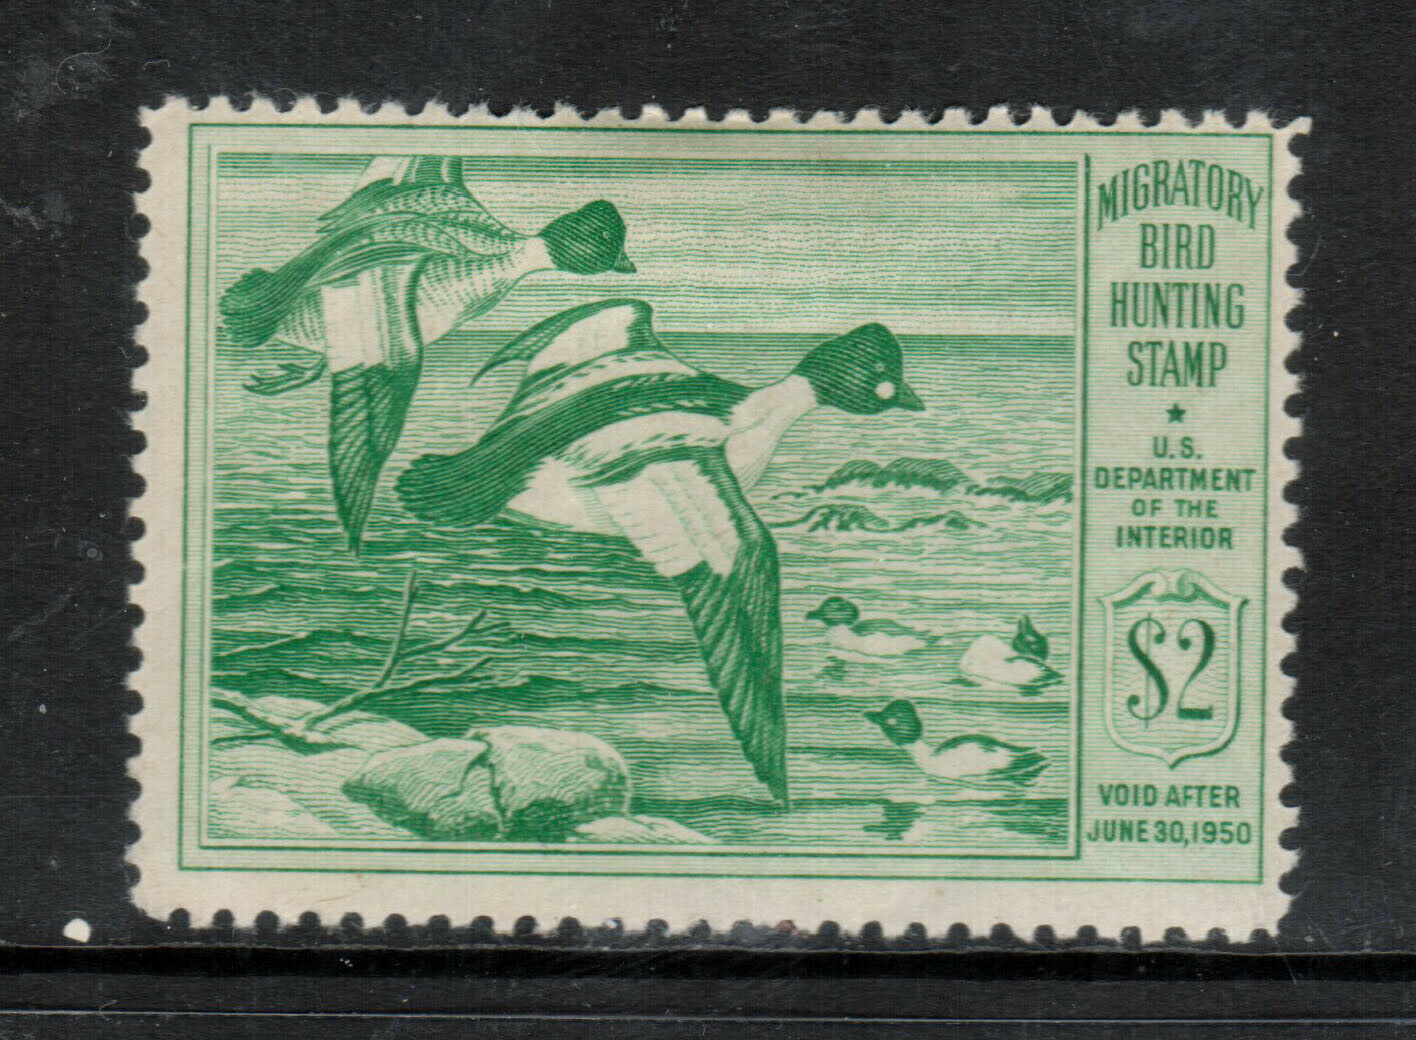 MIGRATORY
BIRD
HUNTING
STAMP
★
U.S.
DEPARTMENT
OF THE
INTERIOR
$2
VOID AFTER
JUNE 30, 1950